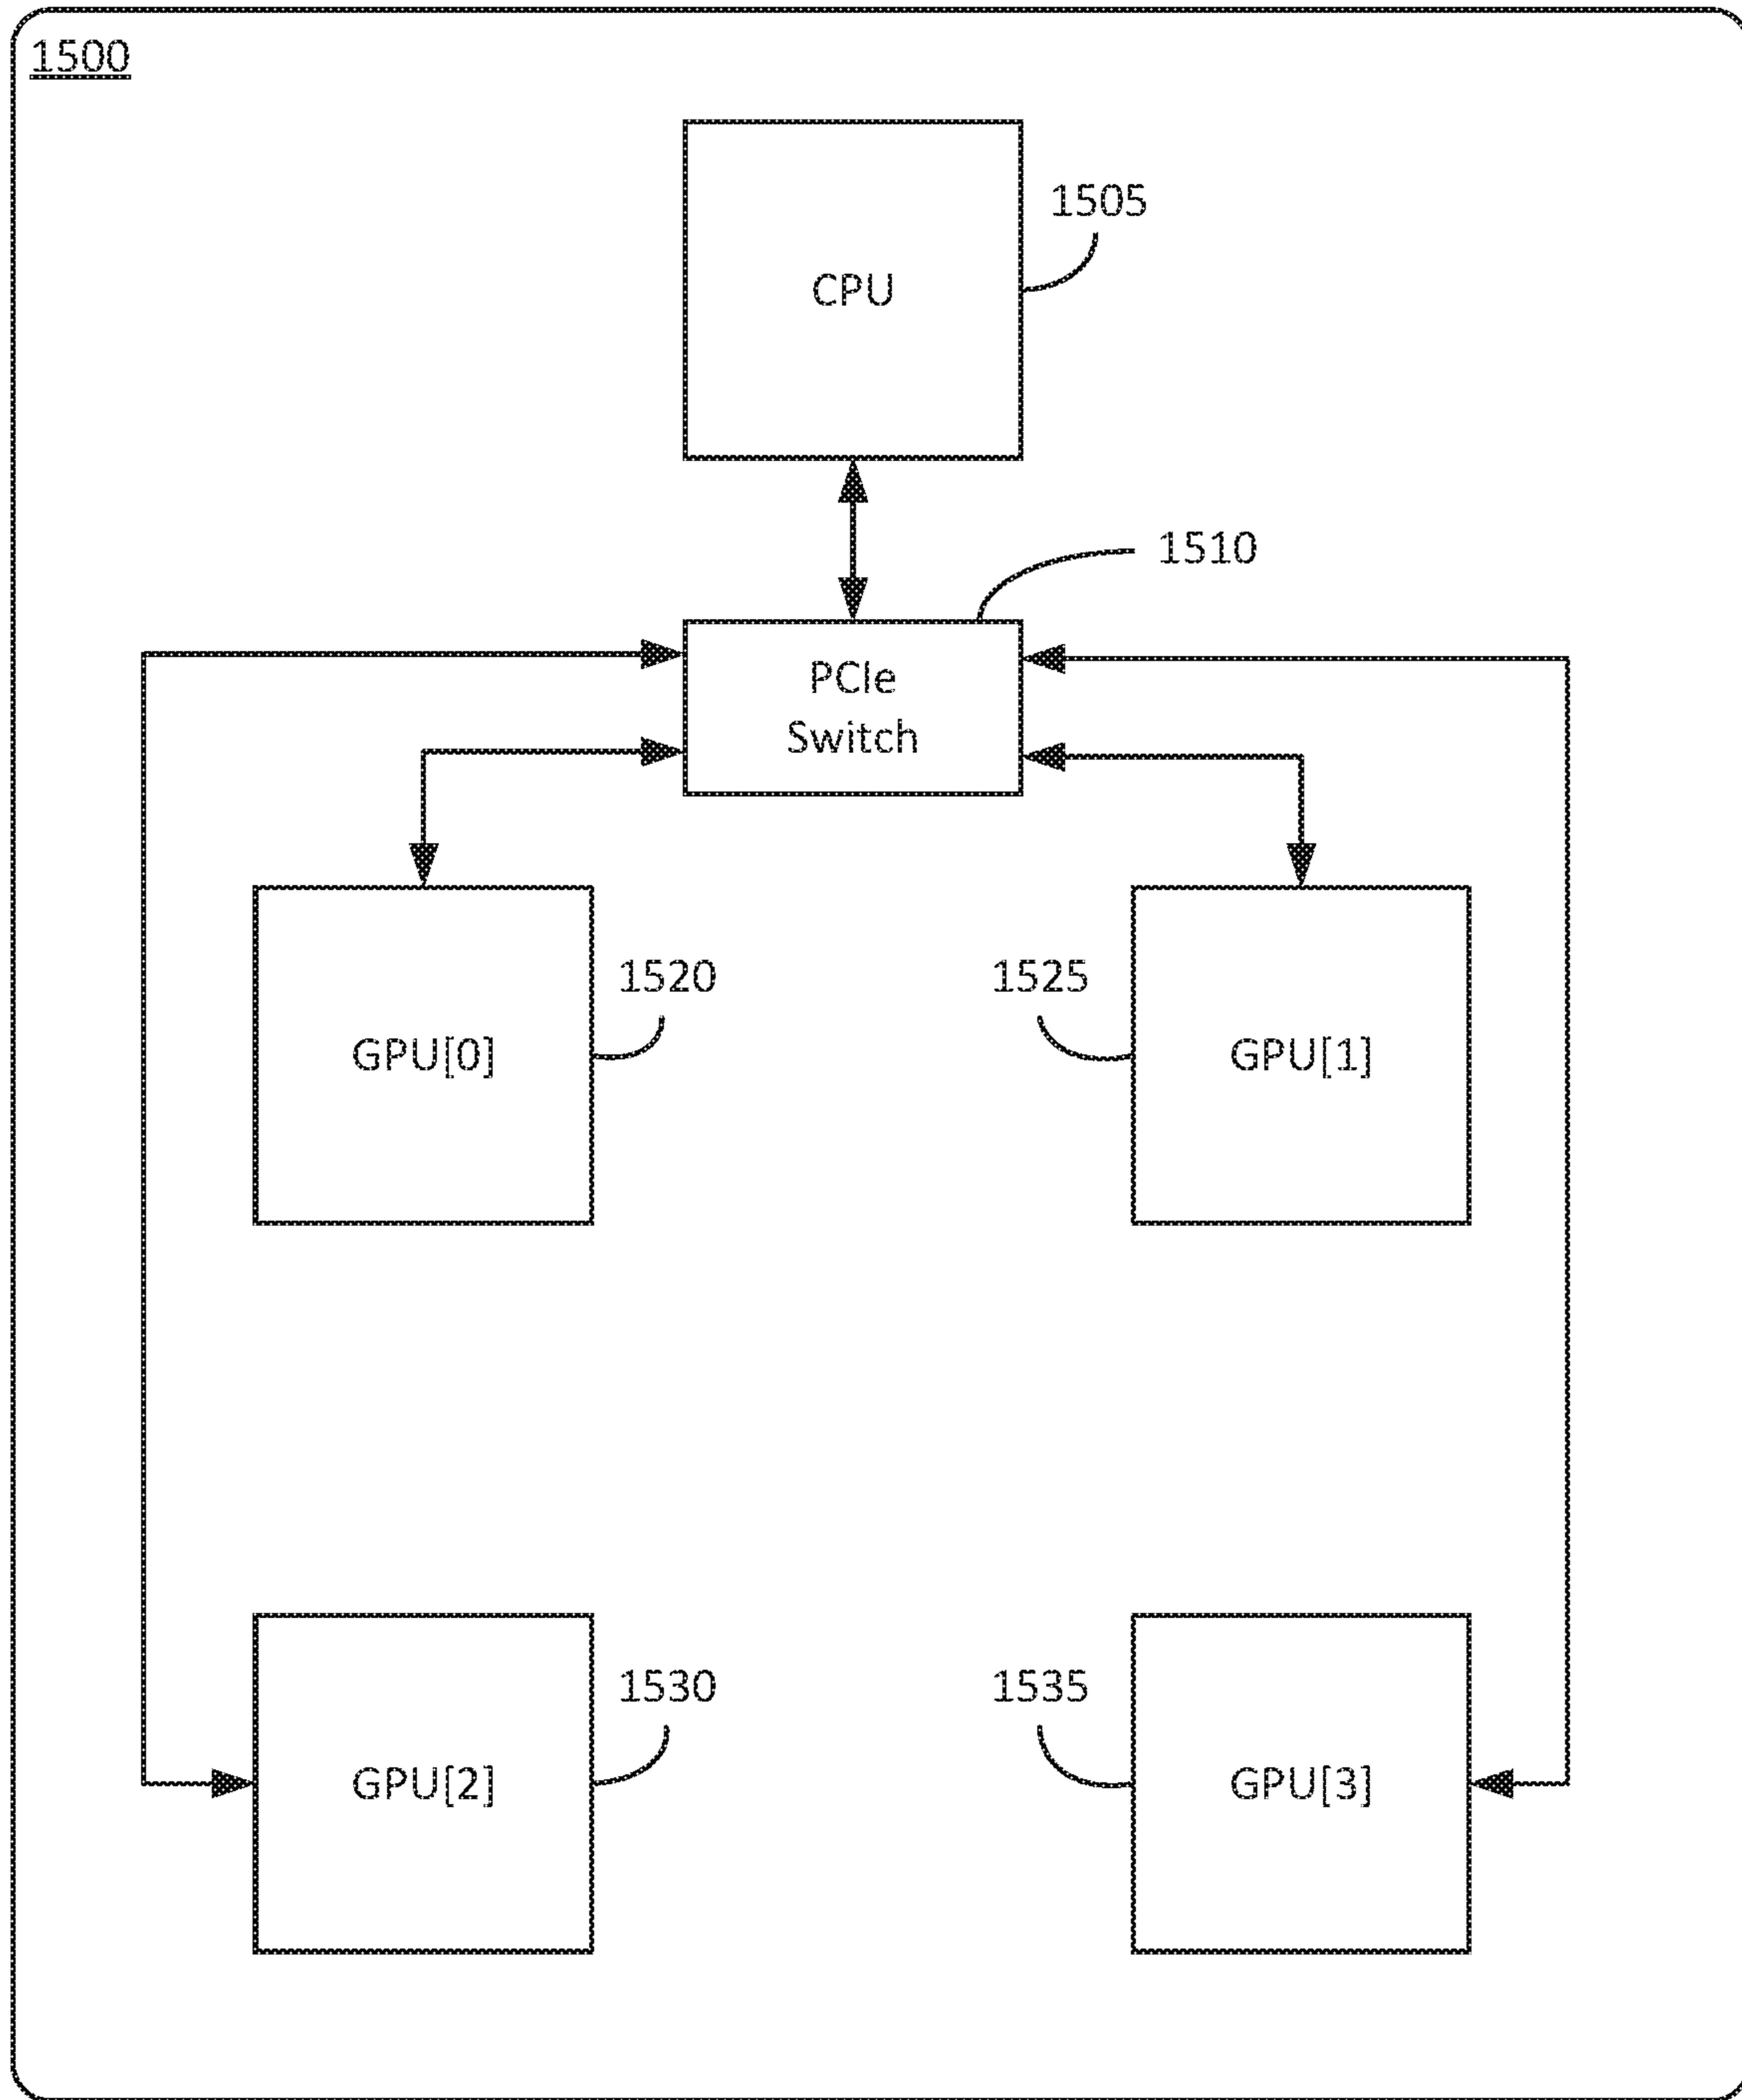 1500
1505
CPU
1510
PCIe
Switch
1520
1525
GPU[0]
GPU[1]
1530
1535
GPU[2]
GPU[3]